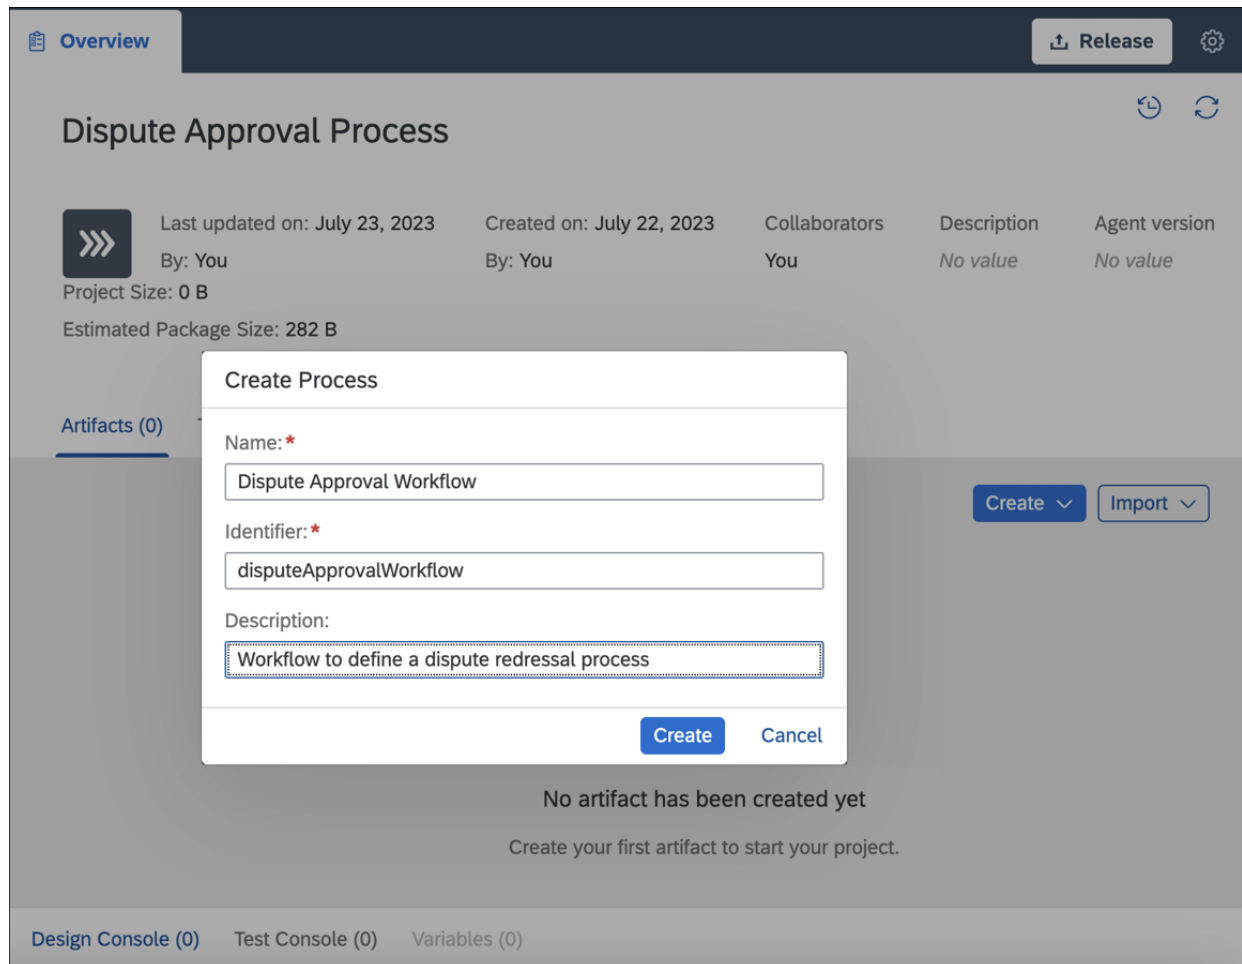 Overview
Release
Dispute Approval Process
Last updated on: July 23, 2023 Created on: July 22, 2023 Collaborators Description Agent version
By: You By: You You No value No value
Project Size: 0 B
Estimated Package Size: 282 B
Create Process
Artifacts (0)
Name:*
Dispute Approval Workflow
Create Import
Identifier:*
disputeApprovalWorkflow
Description:
Workflow to define a dispute redressal process
Create Cancel
No artifact has been created yet
Create your first artifact to start your project.
Design Console (0) Test Console (0) Variables (0)